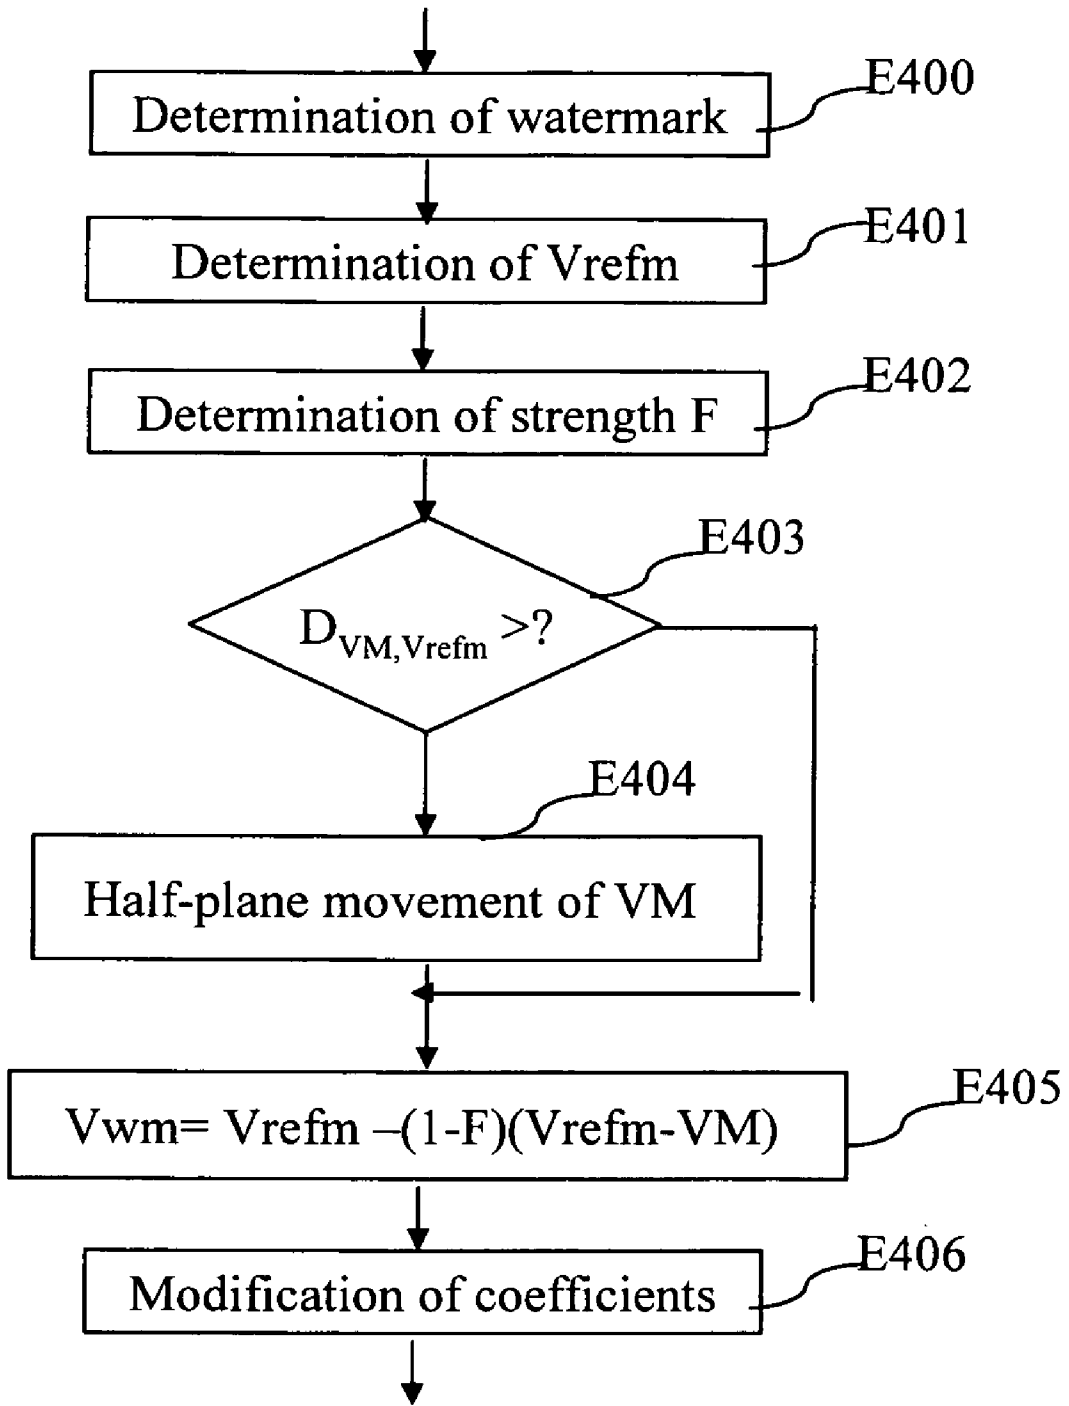 E400
Determination of watermark
E401
Determination of Vrefm
E402
Determination of strength F
E403
D_VM,Vrefm >?
E404
Half-plane movement of VM
E405
Vwm= Vrefm –(1-F)(Vrefm-VM)
E406
Modification of coefficients